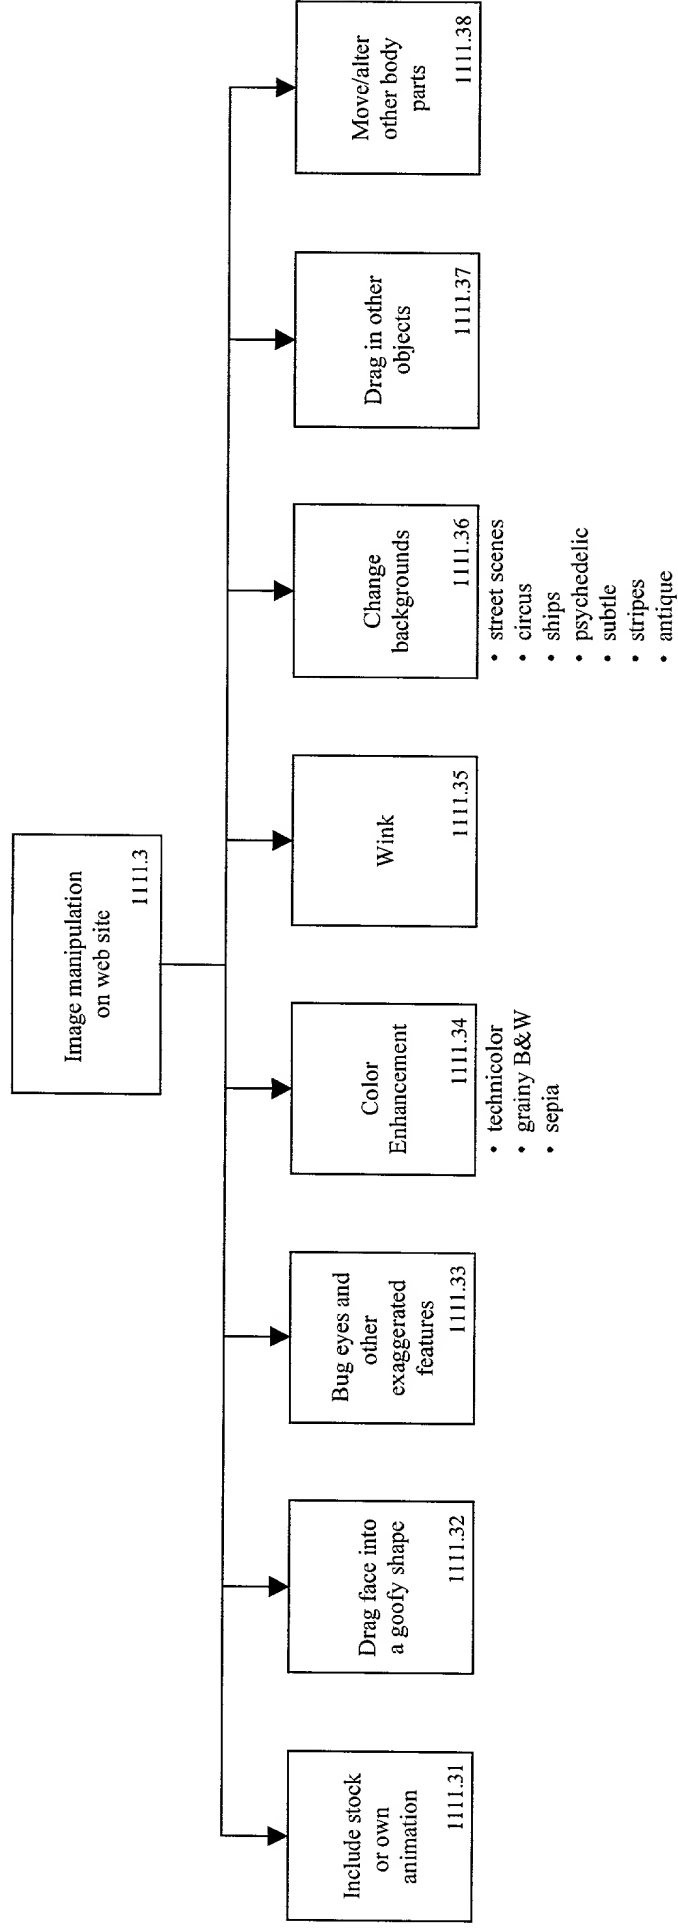 Image manipulation
on web site
1111.3
Include stock
or own
animation
1111.31
Drag face into
a goofy shape
1111.32
Bug eyes and
other
exaggerated
features
1111.33
Color
Enhancement
1111.34
• technicolor
• grainy B&W
• sepia
Wink
1111.35
Change
backgrounds
1111.36
• street scenes
• circus
• ships
• psychedelic
• subtle
• stripes
• antique
Drag in other
objects
1111.37
Move/alter
other body
parts
1111.38